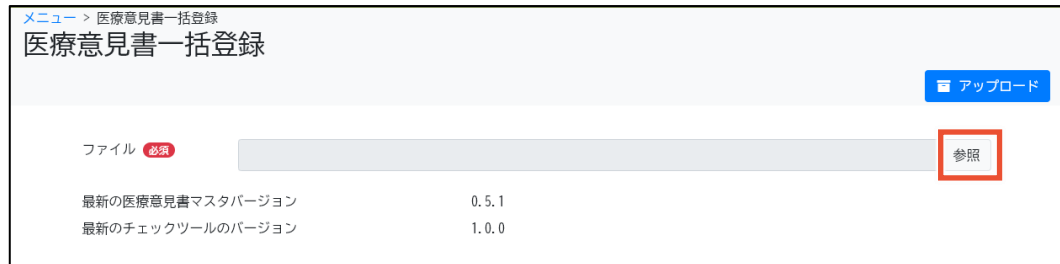 メニュー > 医療意見書一括登録
医療意見書一括登録
アップロード
ファイル 必須
参照
最新の医療意見書マスタバージョン 0.5.1
最新のチェックツールのバージョン 1.0.0